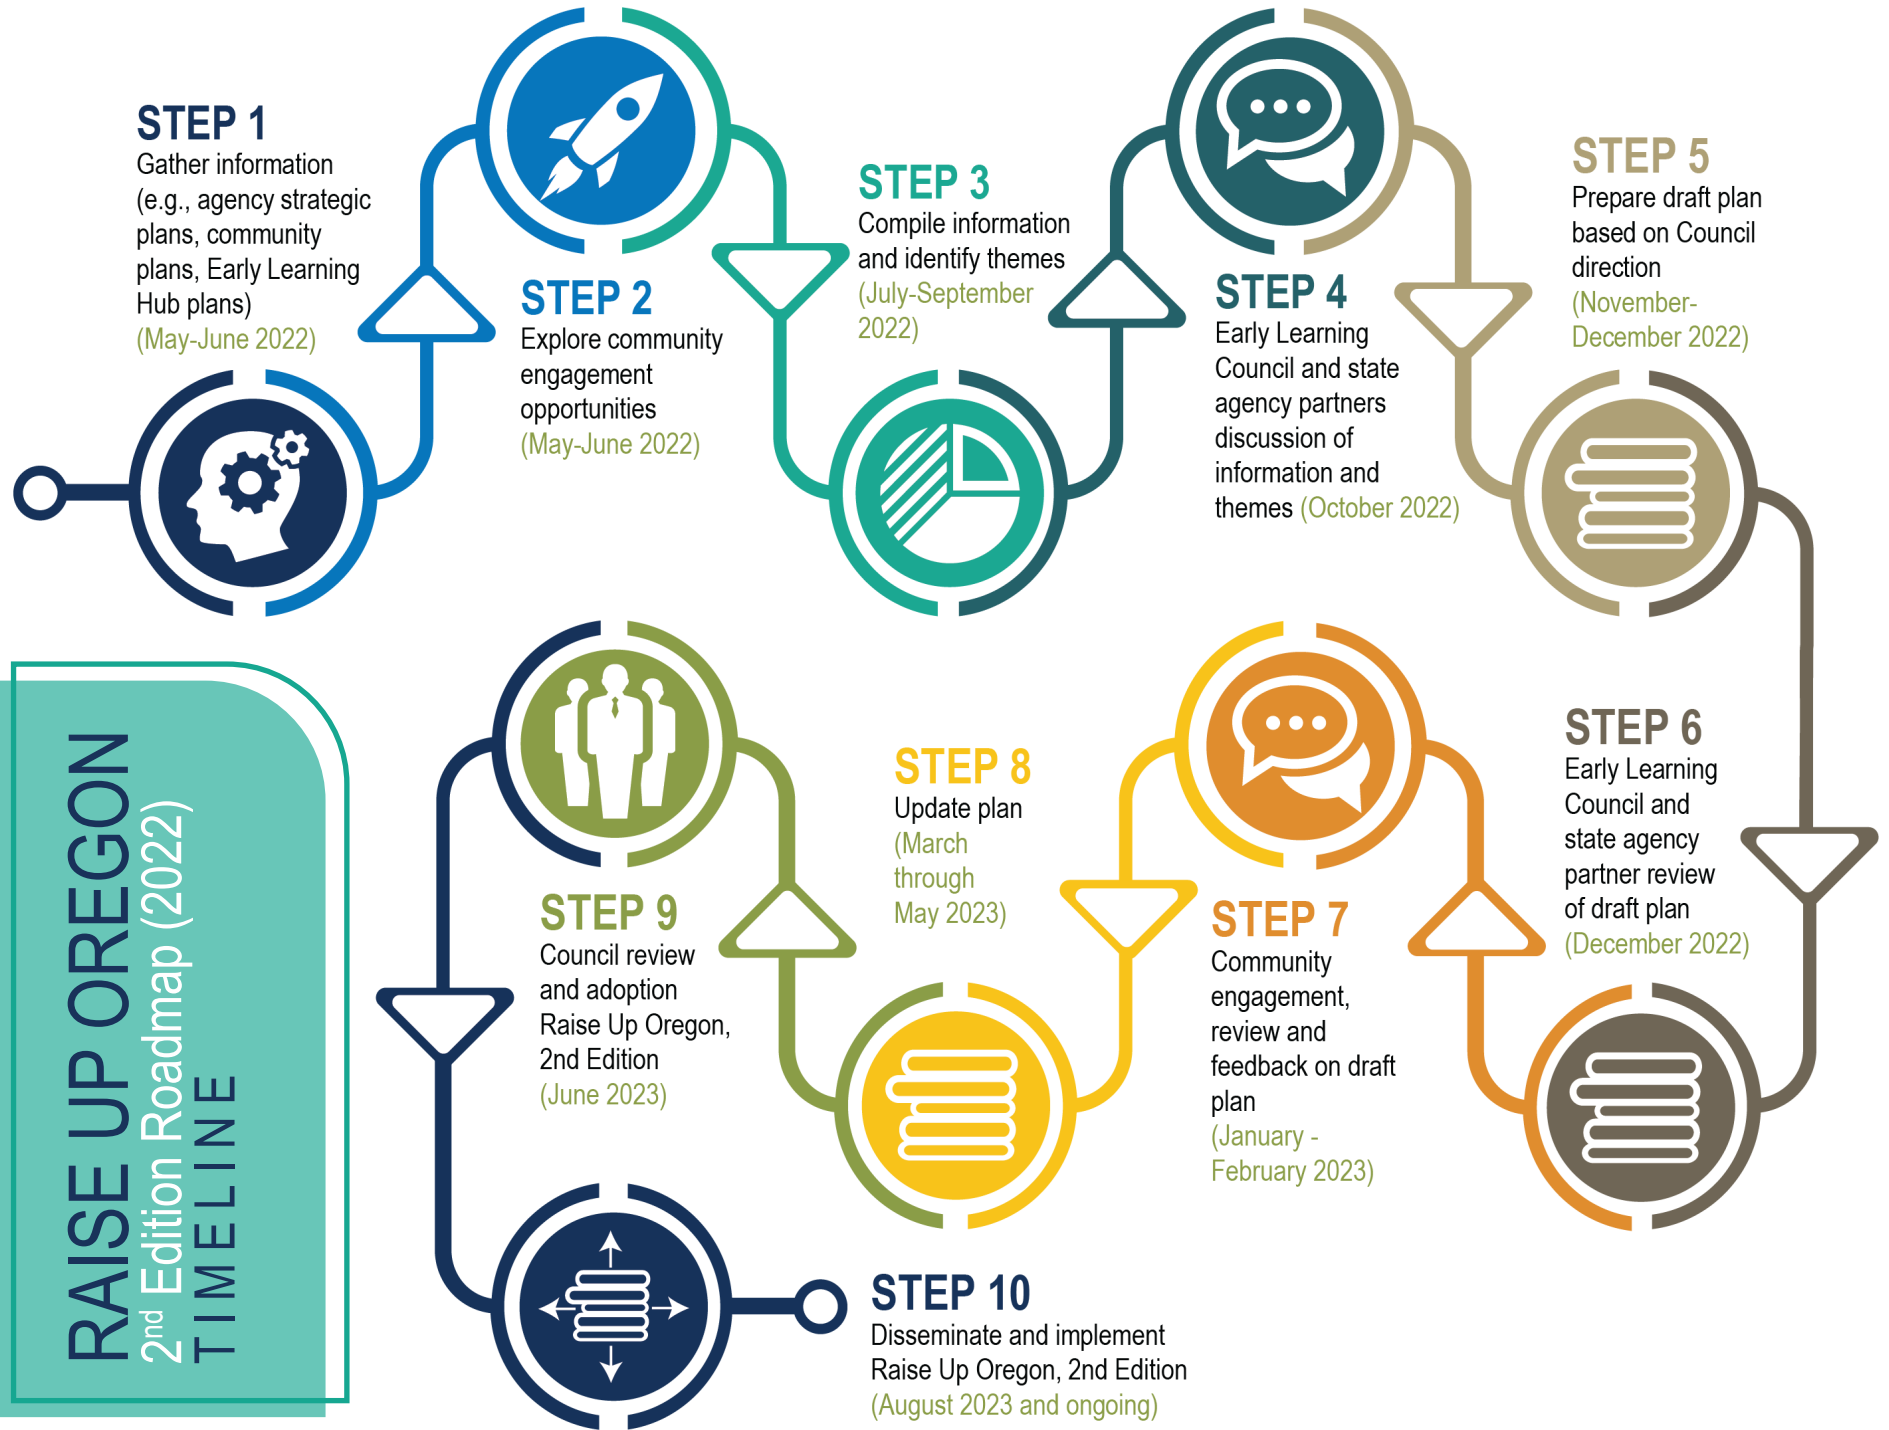 STEP 1
Gather information
(e.g., agency strategic
plans, community
plans, Early Learning
Hub plans)
(May-June 2022)
STEP 2
Explore community
engagement
opportunities
(May-June 2022)
STEP 3
Compile information
and identify themes
(July-September
2022)
STEP 4
Early Learning
Council and state
agency partners
discussion of
information and
themes (October 2022)
STEP 5
Prepare draft plan
based on Council
direction
(November-
December 2022)
STEP 6
Early Learning
Council and
state agency
partner review
of draft plan
(December 2022)
STEP 7
Community
engagement,
review and
feedback on draft
plan
(January -
February 2023)
STEP 8
Update plan
(March
through
May 2023)
STEP 9
Council review
and adoption
Raise Up Oregon,
2nd Edition
(June 2023)
STEP 10
Disseminate and implement
Raise Up Oregon, 2nd Edition
(August 2023 and ongoing)
RAISE UP OREGON
2nd Edition Roadmap (2022)
TIMELINE